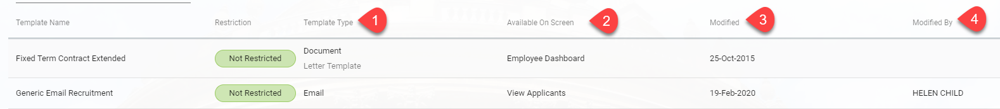 Template Name Restriction Template Type 1 Available On Screen 2 Modified 3 Modified By 4
Fixed Term Contract Extended Not Restricted Document Employee Dashboard 25-Oct-2015
Letter Template
Generic Email Recruitment Not Restricted Email View Applicants 19-Feb-2020 HELEN CHILD